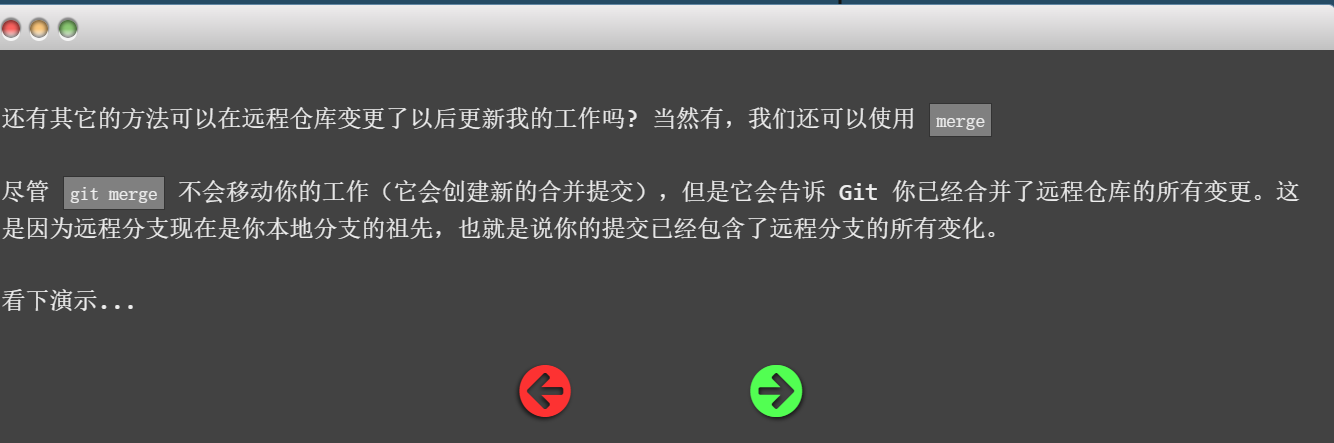 还有其它的方法可以在远程仓库变更了以后更新我的工作吗? 当然有，我们还可以使用 merge
尽管 git merge 不会移动你的工作（它会创建新的合并提交），但是它会告诉 Git 你已经合并了远程仓库的所有变更。这
是因为远程分支现在是你本地分支的祖先，也就是说你的提交已经包含了远程分支的所有变化。
看下演示...